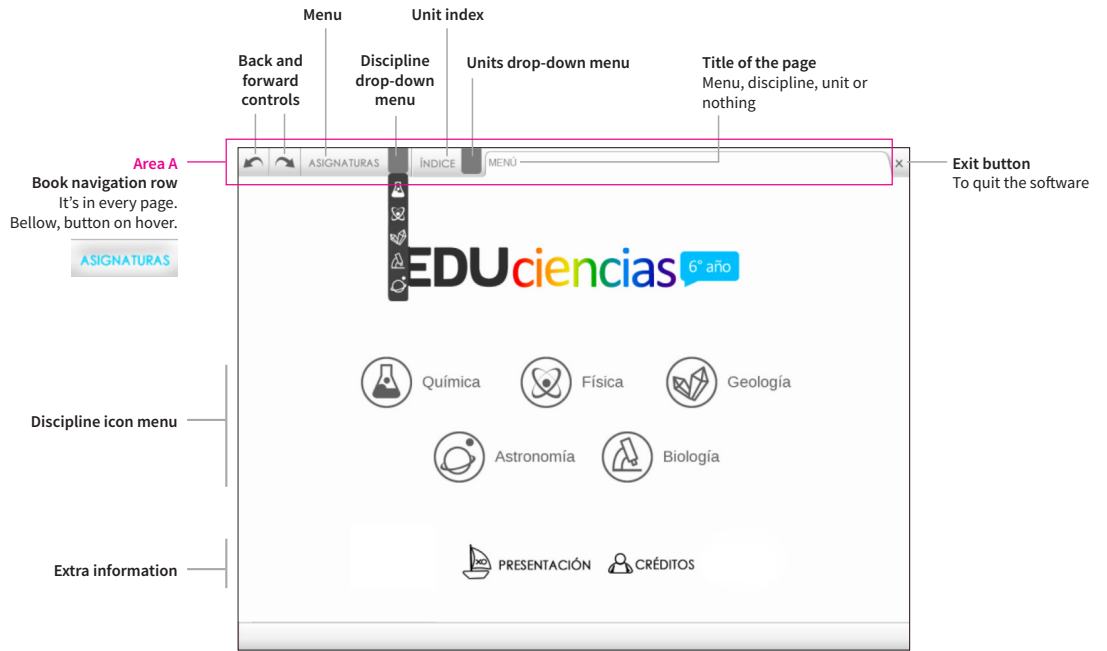 Menu
Unit index
Back and
forward
controls
Discipline
drop-down
menu
Units drop-down menu
Title of the page
Menu, discipline, unit or
nothing
Area A
Book navigation row
It's in every page.
Bellow, button on hover.
ASIGNATURAS
ASIGNATURAS
ÍNDICE
MENÚ
×
Exit button
To quit the software
EDUciencias 6° año
Discipline icon menu
Química
Física
Geología
Astronomía
Biología
Extra information
XO
PRESENTACIÓN
CRÉDITOS